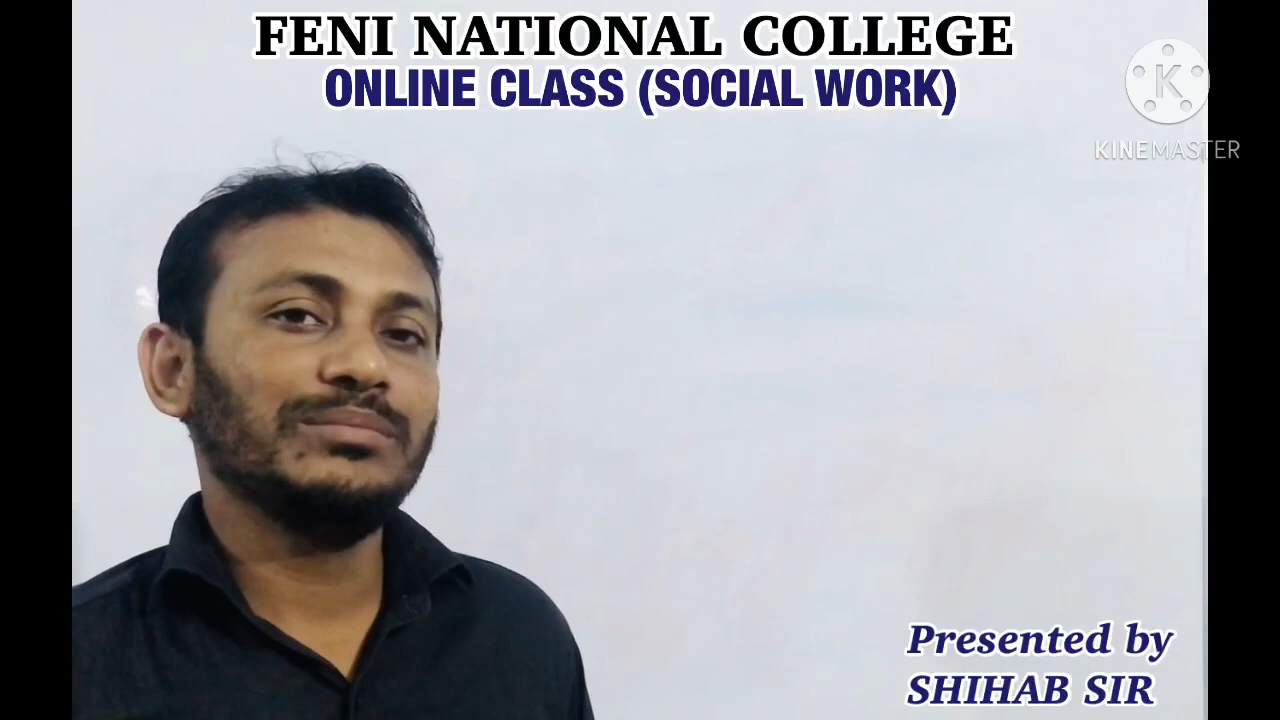 FENI NATIONAL COLLEGE
ONLINE CLASS (SOCIAL WORK)
K
KINEMASTER
Presented by
SHIHAB SIR